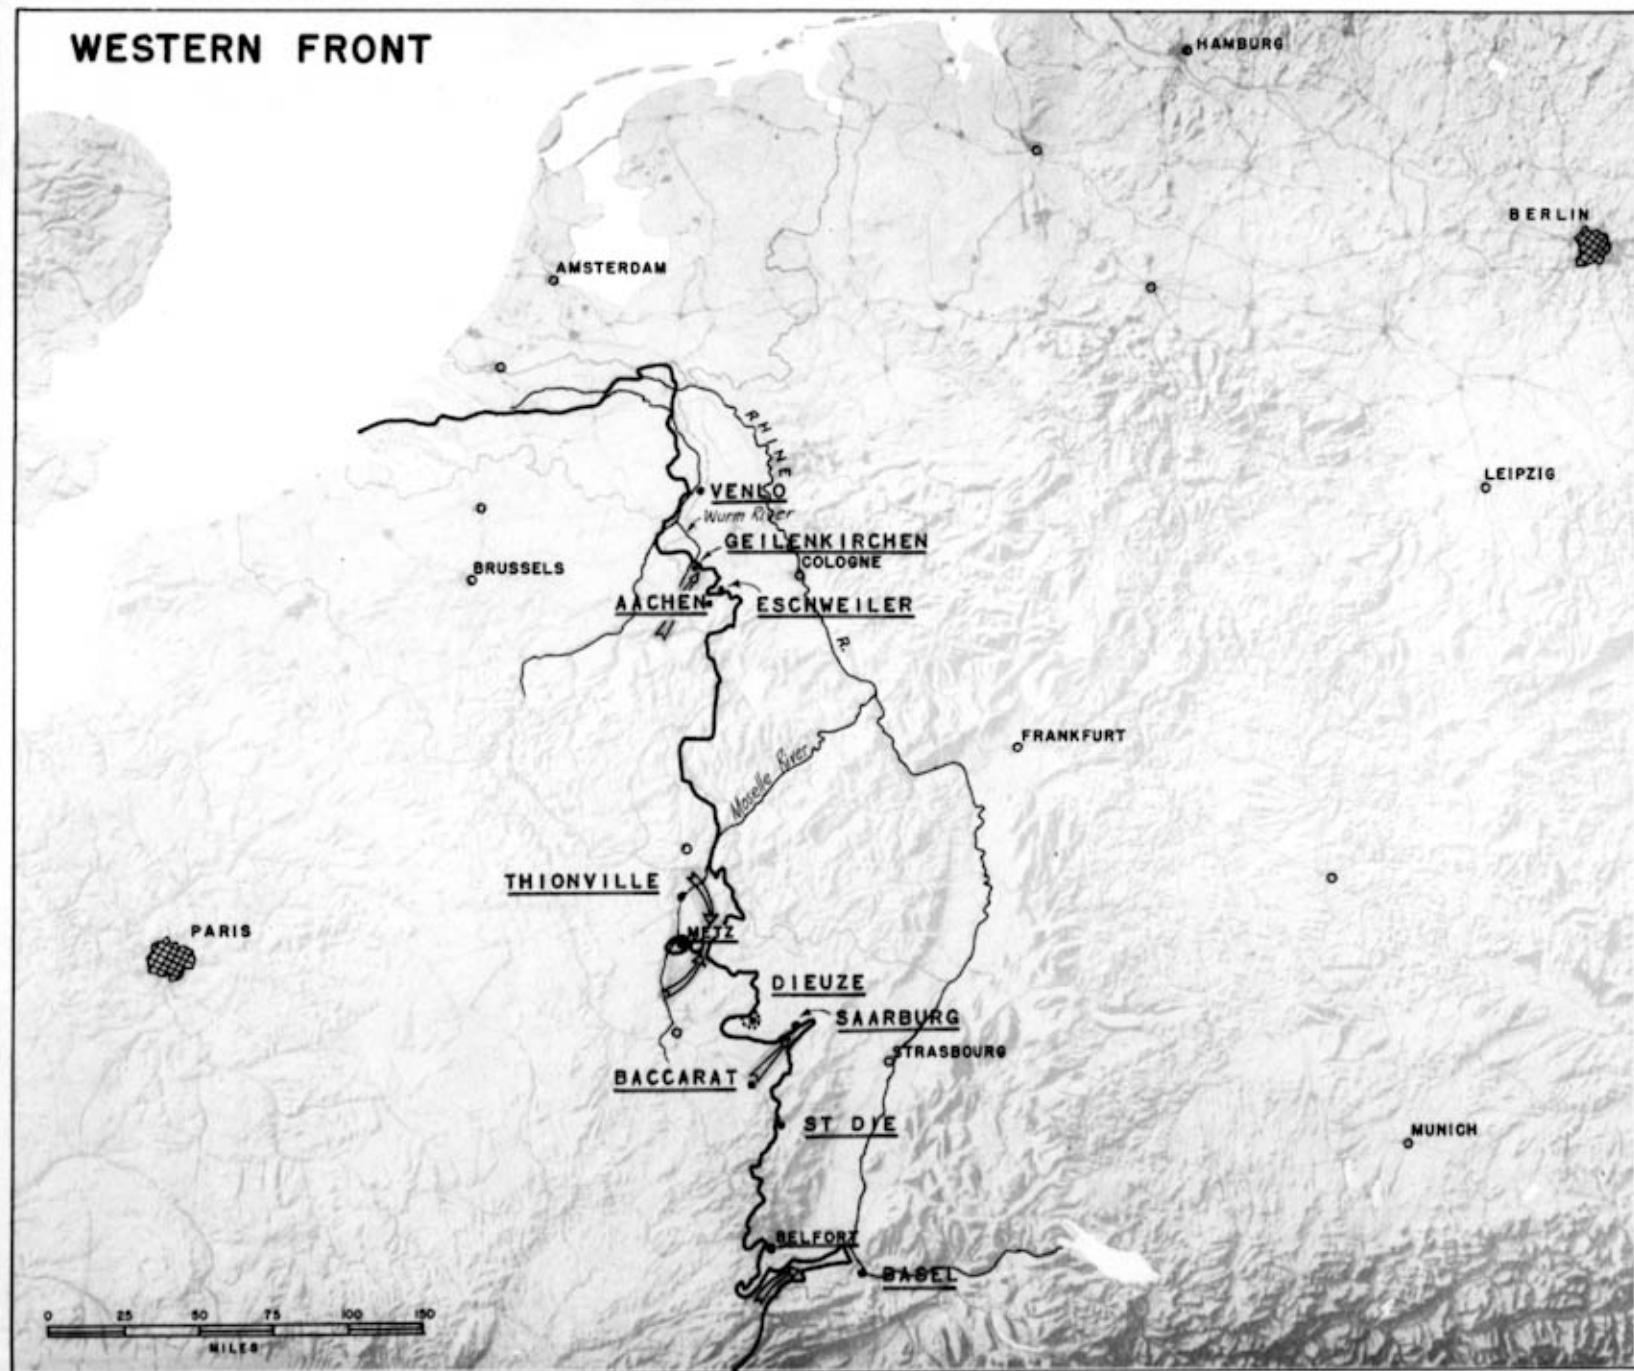 WESTERN FRONT
HAMBURG
BERLIN
AMSTERDAM
RHINE
LEIPZIG
VENLO
Wurm River
GEILENKIRCHEN
COLOGNE
BRUSSELS
AACHEN
ESCHWEILER
R.
FRANKFURT
Moselle River
THIONVILLE
PARIS
METZ
DIEUZE
SAARBURG
STRASBOURG
BACCARAT
ST DIE
MUNICH
BELFORT
BASEL
0 25 50 75 100 150
MILES